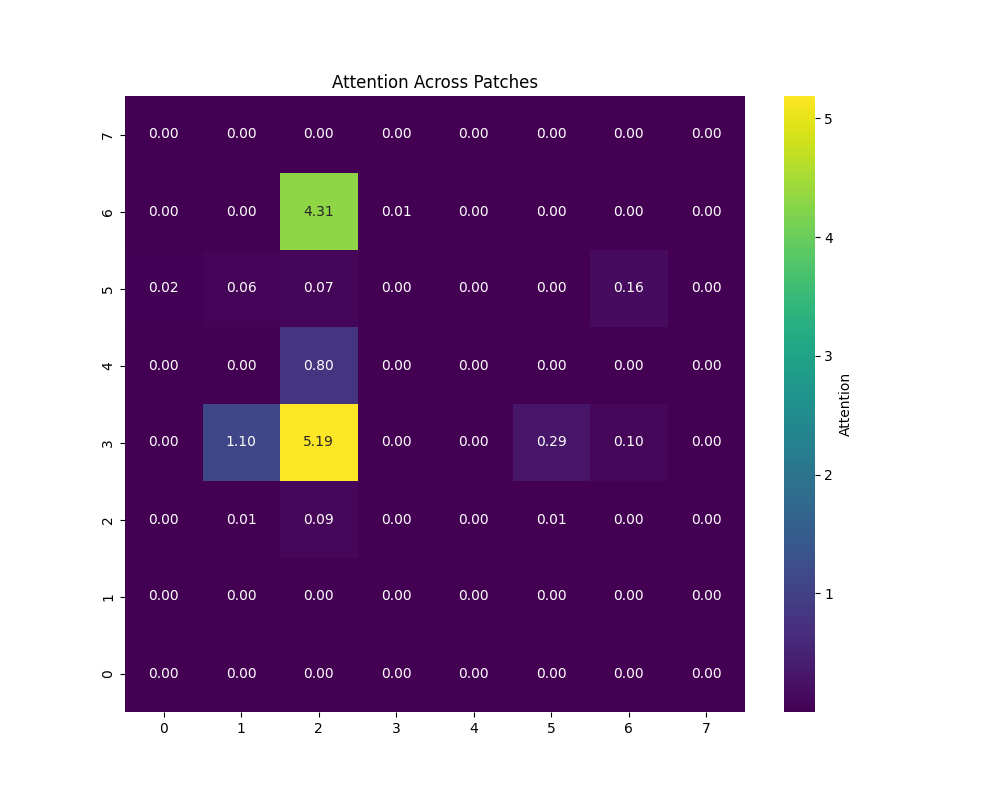 Attention Across Patches
7 0.00 0.00 0.00 0.00 0.00 0.00 0.00 0.00
6 0.00 0.00 4.31 0.01 0.00 0.00 0.00 0.00
5 0.02 0.06 0.07 0.00 0.00 0.00 0.16 0.00
4 0.00 0.00 0.80 0.00 0.00 0.00 0.00 0.00
3 0.00 1.10 5.19 0.00 0.00 0.29 0.10 0.00
2 0.00 0.01 0.09 0.00 0.00 0.01 0.00 0.00
1 0.00 0.00 0.00 0.00 0.00 0.00 0.00 0.00
0 0.00 0.00 0.00 0.00 0.00 0.00 0.00 0.00
0 1 2 3 4 5 6 7
5
4
3
2
1
Attention